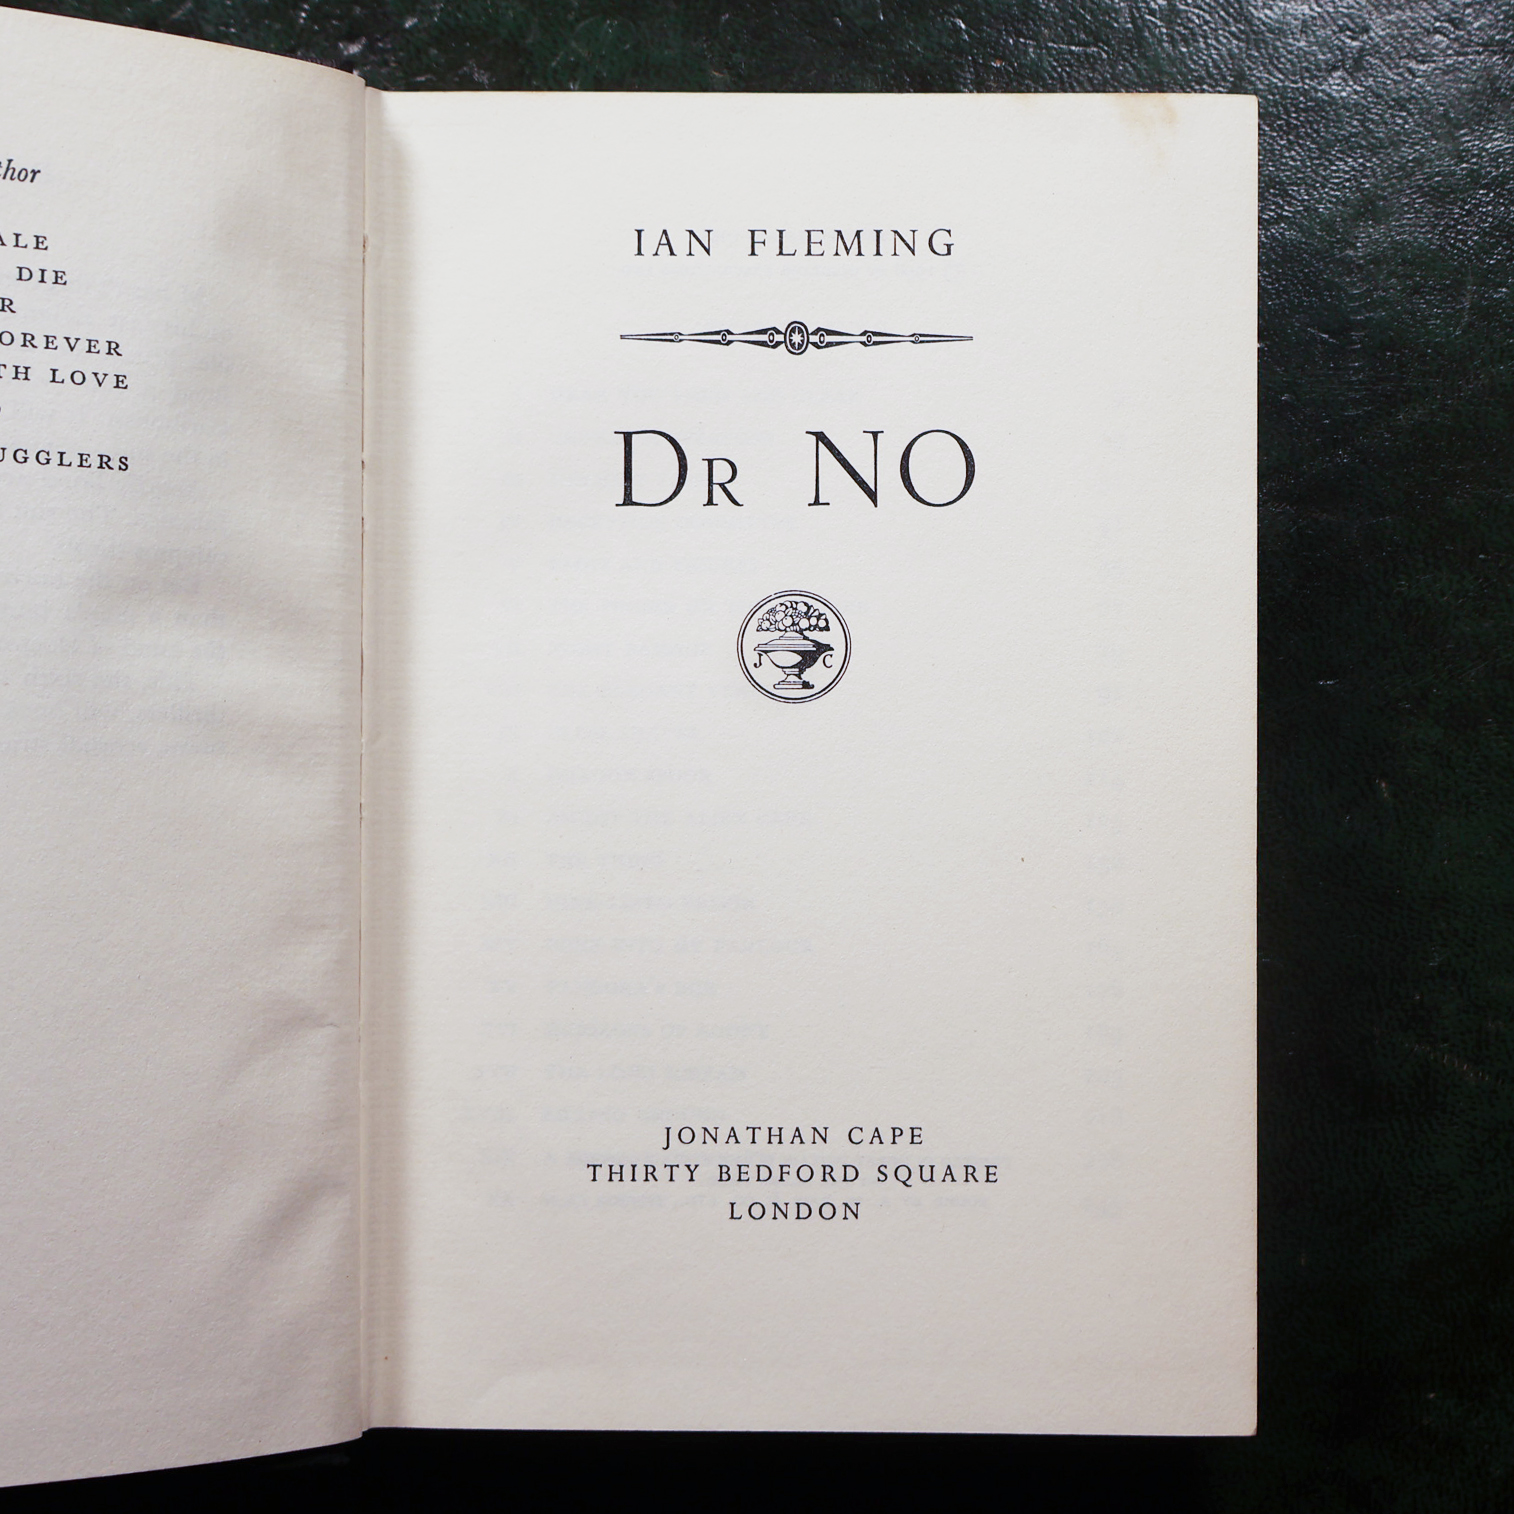 thor
ALE
DIE
R
OREVER
TH LOVE
UGGLERS
IAN FLEMING
DR NO
J C
JONATHAN CAPE
THIRTY BEDFORD SQUARE
LONDON